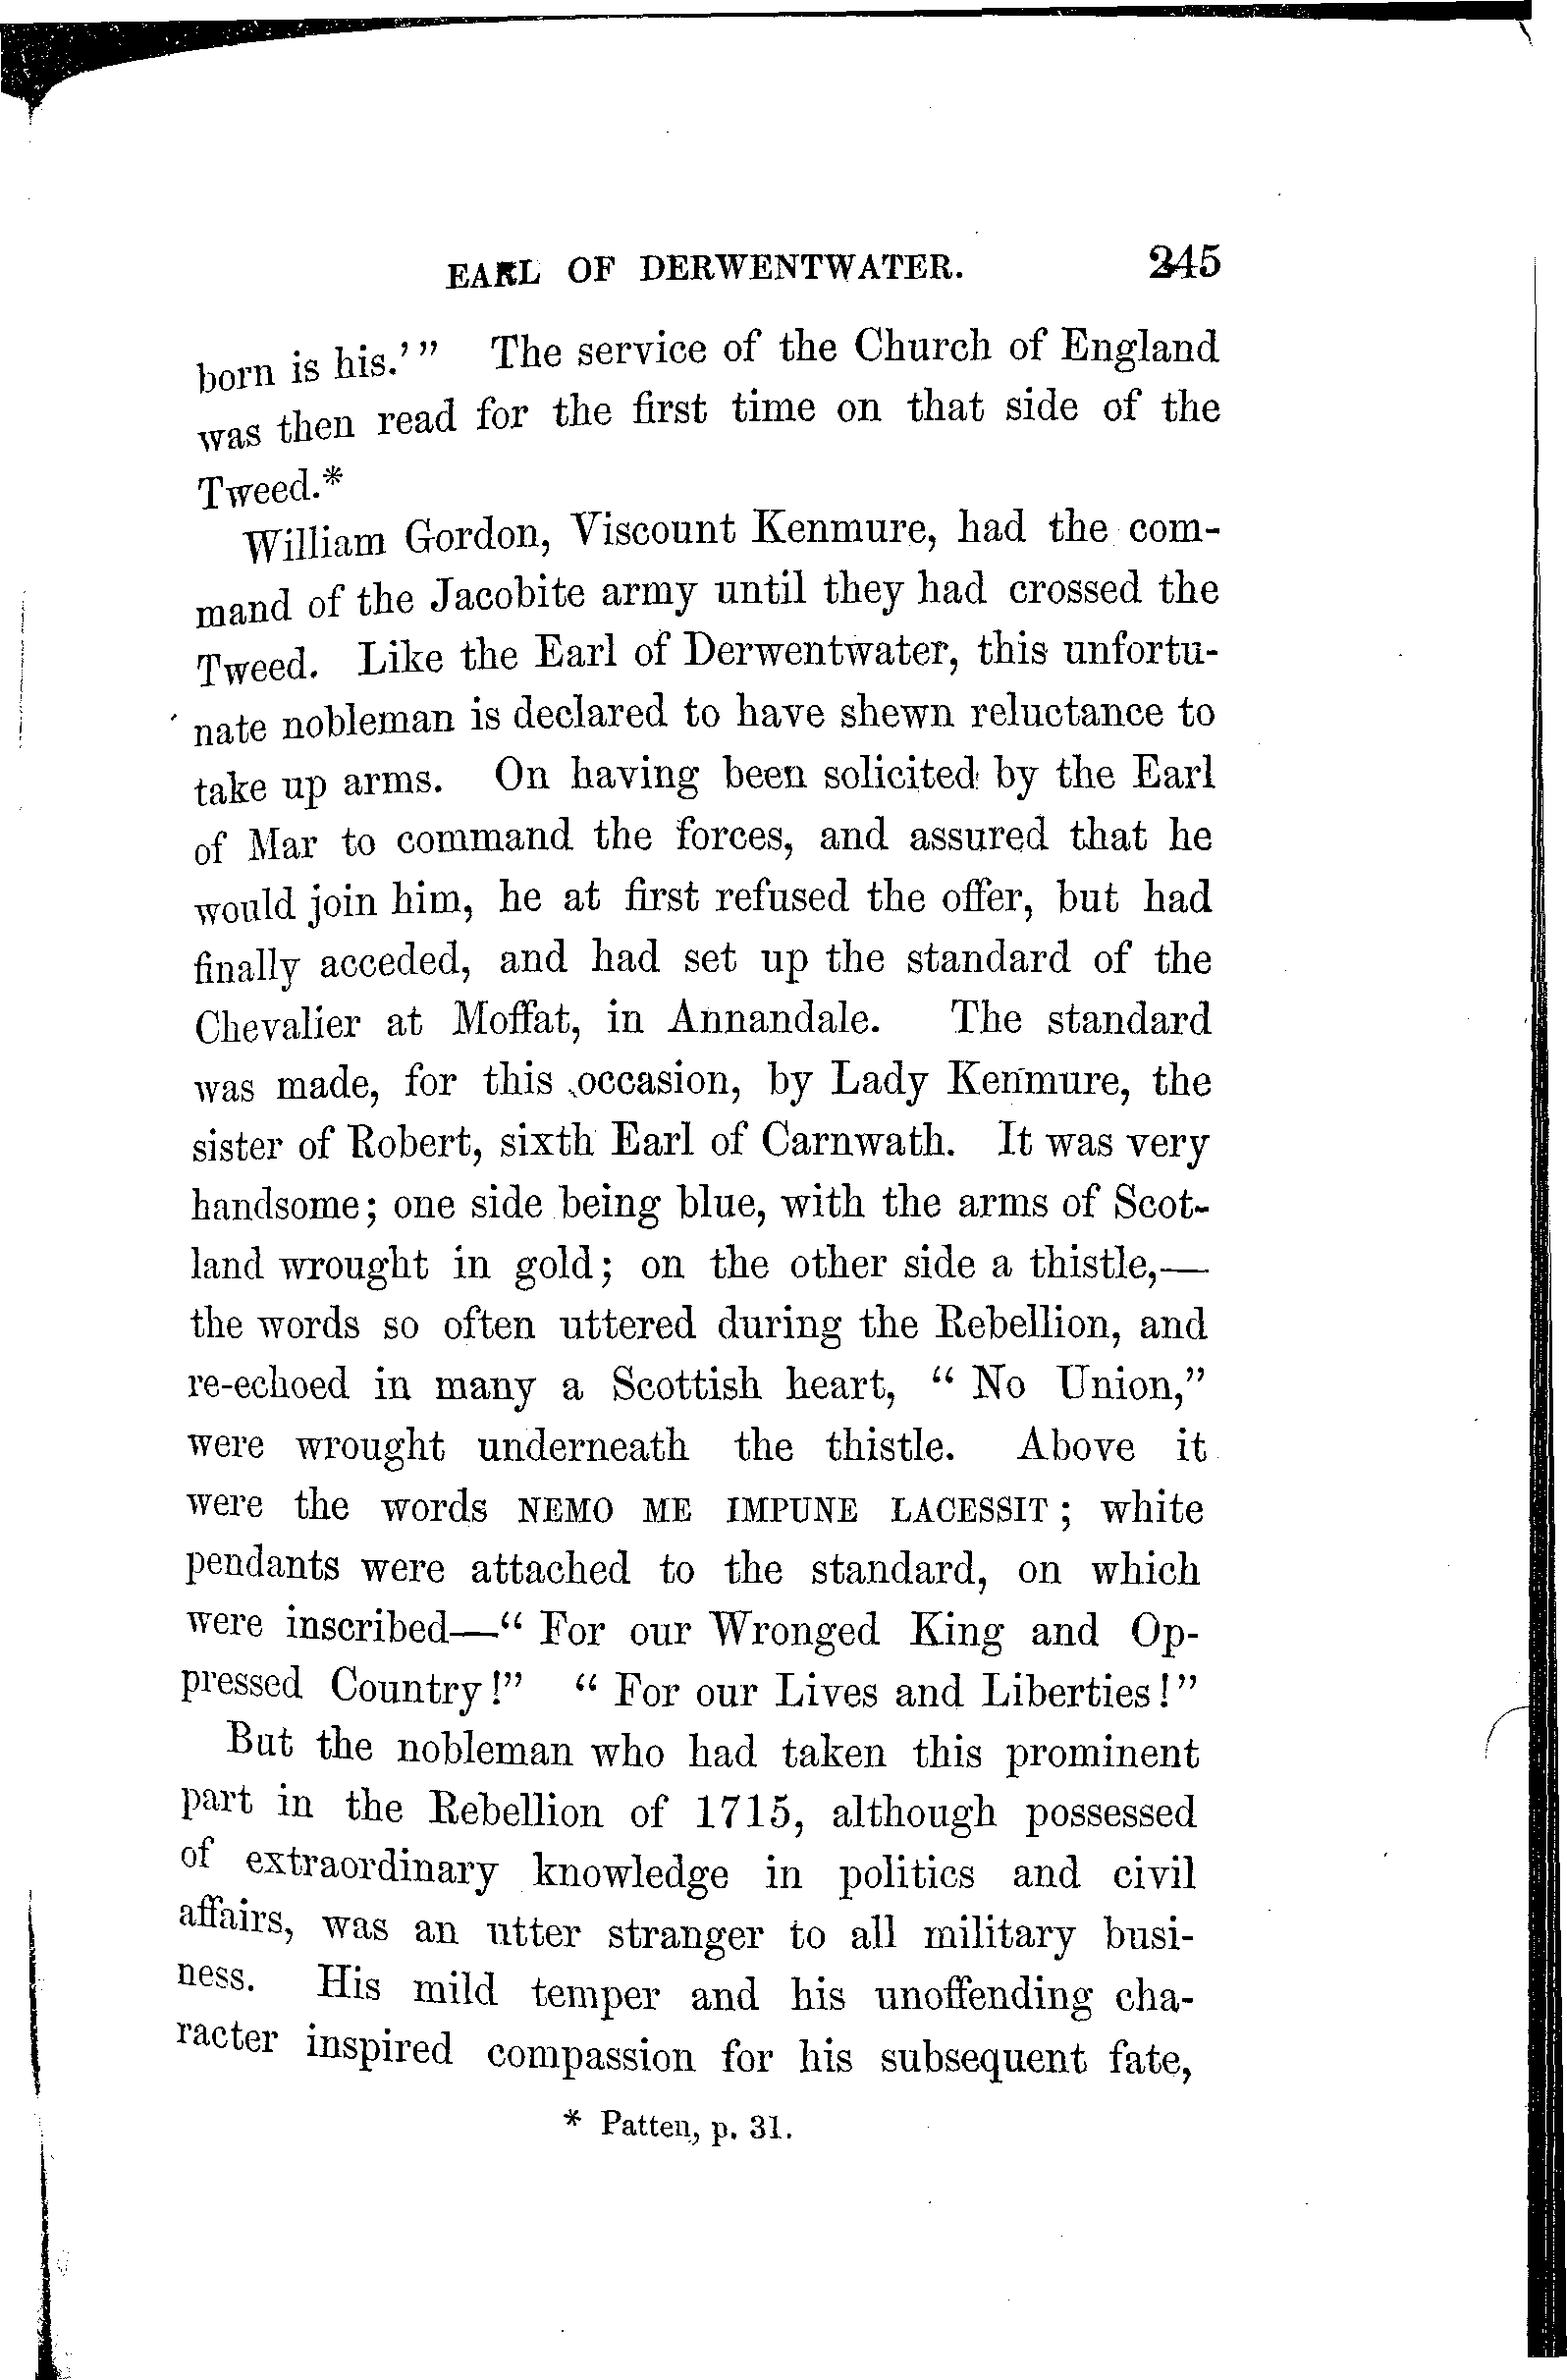 EARL OF DERWENTWATER. 245
born is his.’” The service of the Church of England
was then read for the first time on that side of the
Tweed.*
William Gordon, Viscount Kenmure, had the com-
mand of the Jacobite army until they had crossed the
Tweed. Like the Earl of Derwentwater, this unfortu-
nate nobleman is declared to have shewn reluctance to
take up arms. On having been solicited by the Earl
of Mar to command the forces, and assured that he
would join him, he at first refused the offer, but had
finally acceded, and had set up the standard of the
Chevalier at Moffat, in Annandale. The standard
was made, for this occasion, by Lady Kenmure, the
sister of Robert, sixth Earl of Carnwath. It was very
handsome; one side being blue, with the arms of Scot-
land wrought in gold; on the other side a thistle,—
the words so often uttered during the Rebellion, and
re-echoed in many a Scottish heart, “No Union,”
were wrought underneath the thistle. Above it
were the words NEMO ME IMPUNE LACESSIT; white
pendants were attached to the standard, on which
were inscribed—“For our Wronged King and Op-
pressed Country!” “For our Lives and Liberties!”
But the nobleman who had taken this prominent
part in the Rebellion of 1715, although possessed
of extraordinary knowledge in politics and civil
affairs, was an utter stranger to all military busi-
ness. His mild temper and his unoffending cha-
racter inspired compassion for his subsequent fate,
* Patten, p. 31.